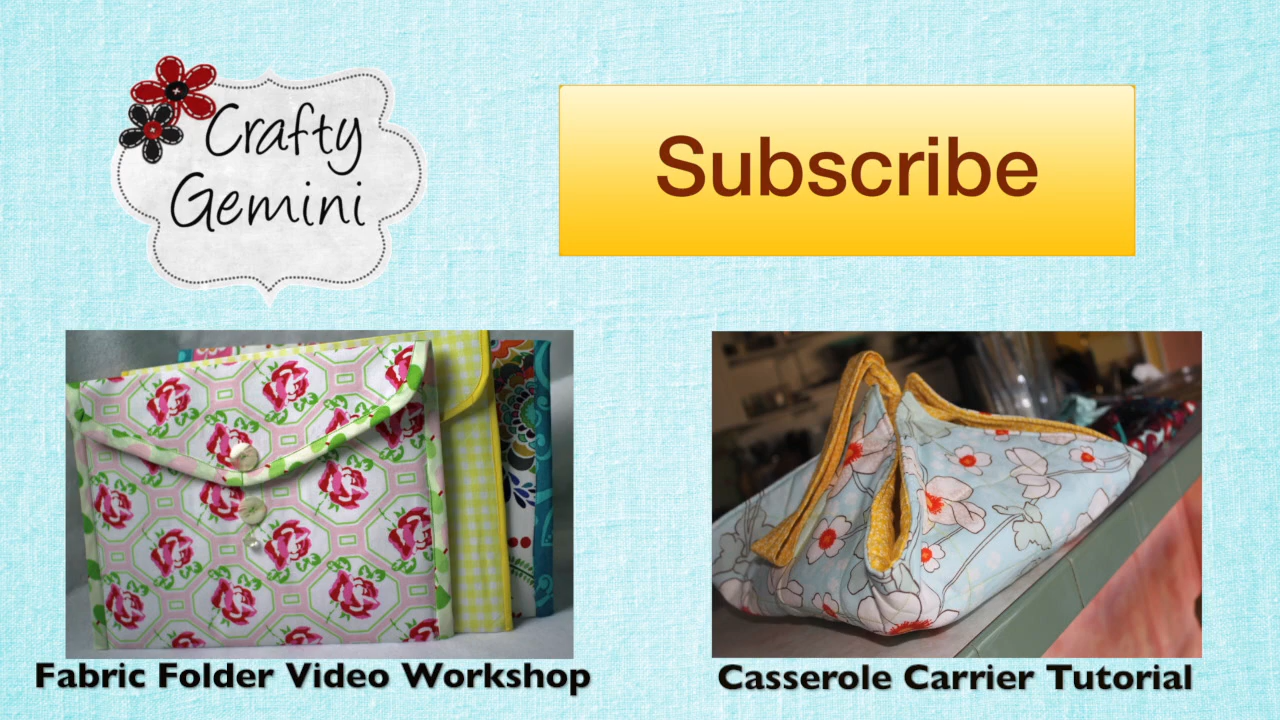 Crafty
Gemini
Subscribe
Fabric Folder Video Workshop
Casserole Carrier Tutorial